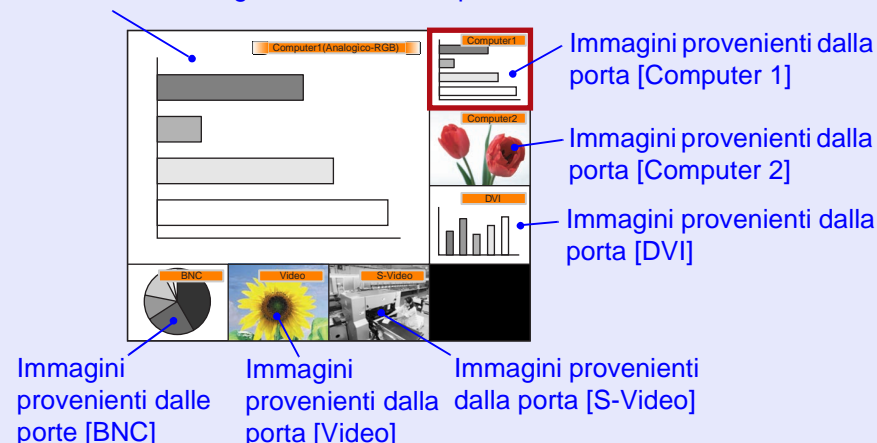 Computer1(Analogico-RGB)
Computer1
Immagini provenienti dalla
porta [Computer 1]
Computer2
Immagini provenienti dalla
porta [Computer 2]
DVI
Immagini provenienti dalla
porta [DVI]
BNC
Video
S-Video
Immagini
provenienti dalle
porte [BNC]
Immagini
provenienti dalla
porta [Video]
Immagini provenienti
dalla porta [S-Video]